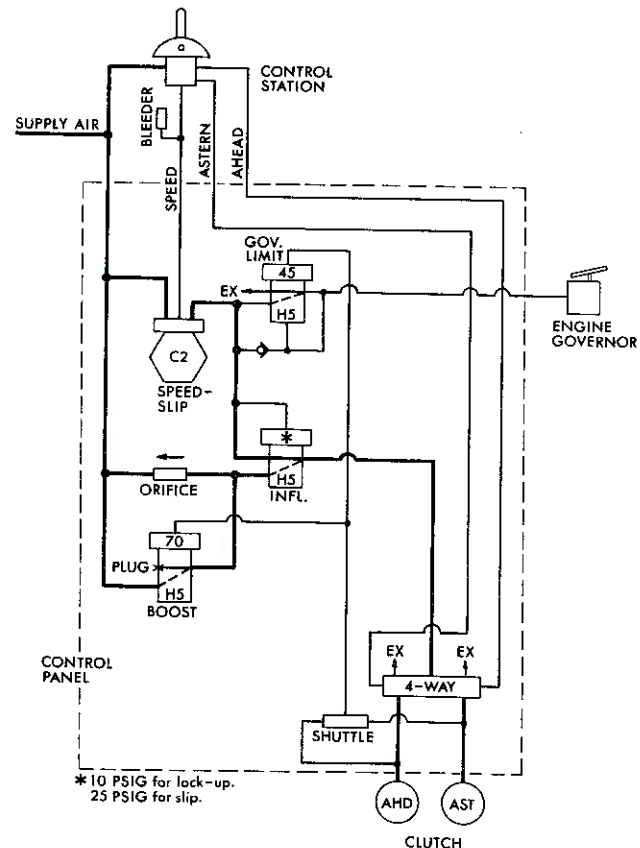 CONTROL
STATION
SUPPLY AIR
BLEEDER
SPEED
ASTERN
AHEAD
GOV.
LIMIT
45
EX
H5
ENGINE
GOVERNOR
C2
SPEED-
SLIP
*
H5
INFL.
ORIFICE
70
PLUG
H5
BOOST
CONTROL
PANEL
EX
EX
4-WAY
SHUTTLE
* 10 PSIG for lock-up.
25 PSIG for slip.
AHD
AST
CLUTCH